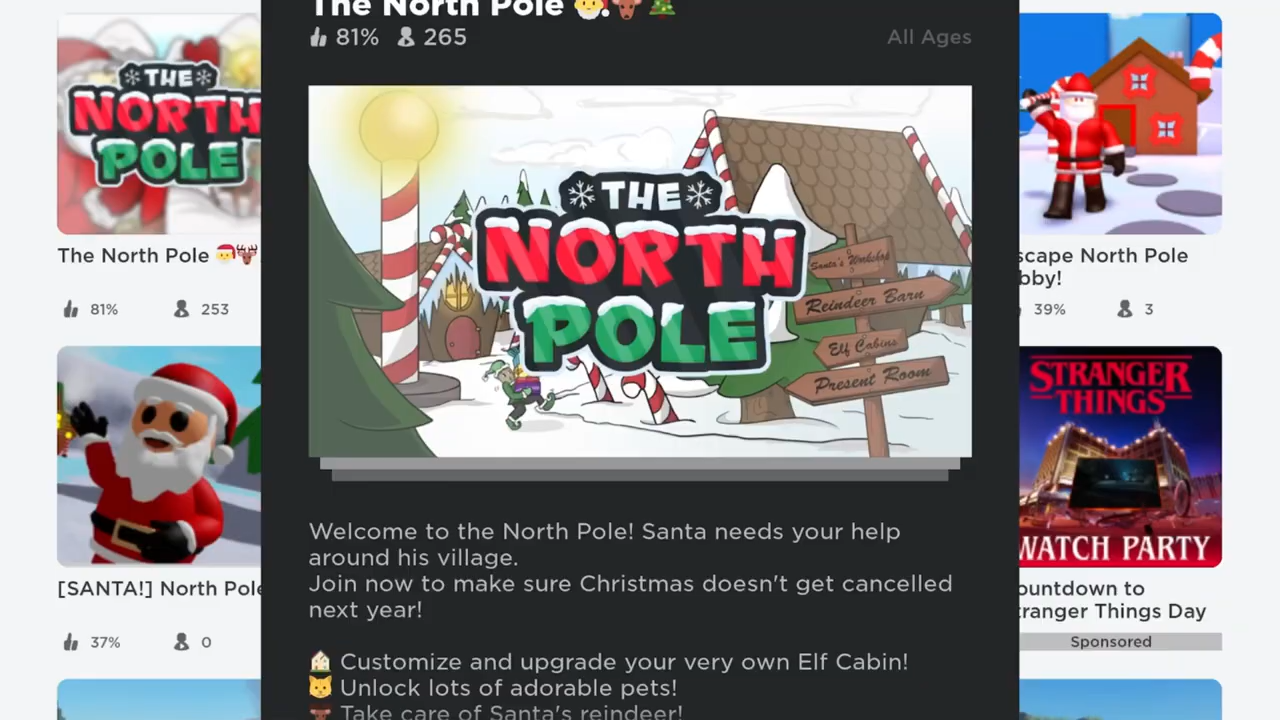 The North Pole 🎅🦌🎄
81% 265
All Ages
THE
NORTH
POLE
Santa's Workshop
Reindeer Barn
Elf Cabins
Present Room
Welcome to the North Pole! Santa needs your help
around his village.
Join now to make sure Christmas doesn't get cancelled
next year!
🏠 Customize and upgrade your very own Elf Cabin!
🐱 Unlock lots of adorable pets!
🦌 Take care of Santa's reindeer!
THE
NORTH
POLE
The North Pole 🎅🦌
81% 253
[SANTA!] North Pole
37% 0
scape North Pole
bby!
39% 3
STRANGER
THINGS
WATCH PARTY
ountdown to
tranger Things Day
Sponsored